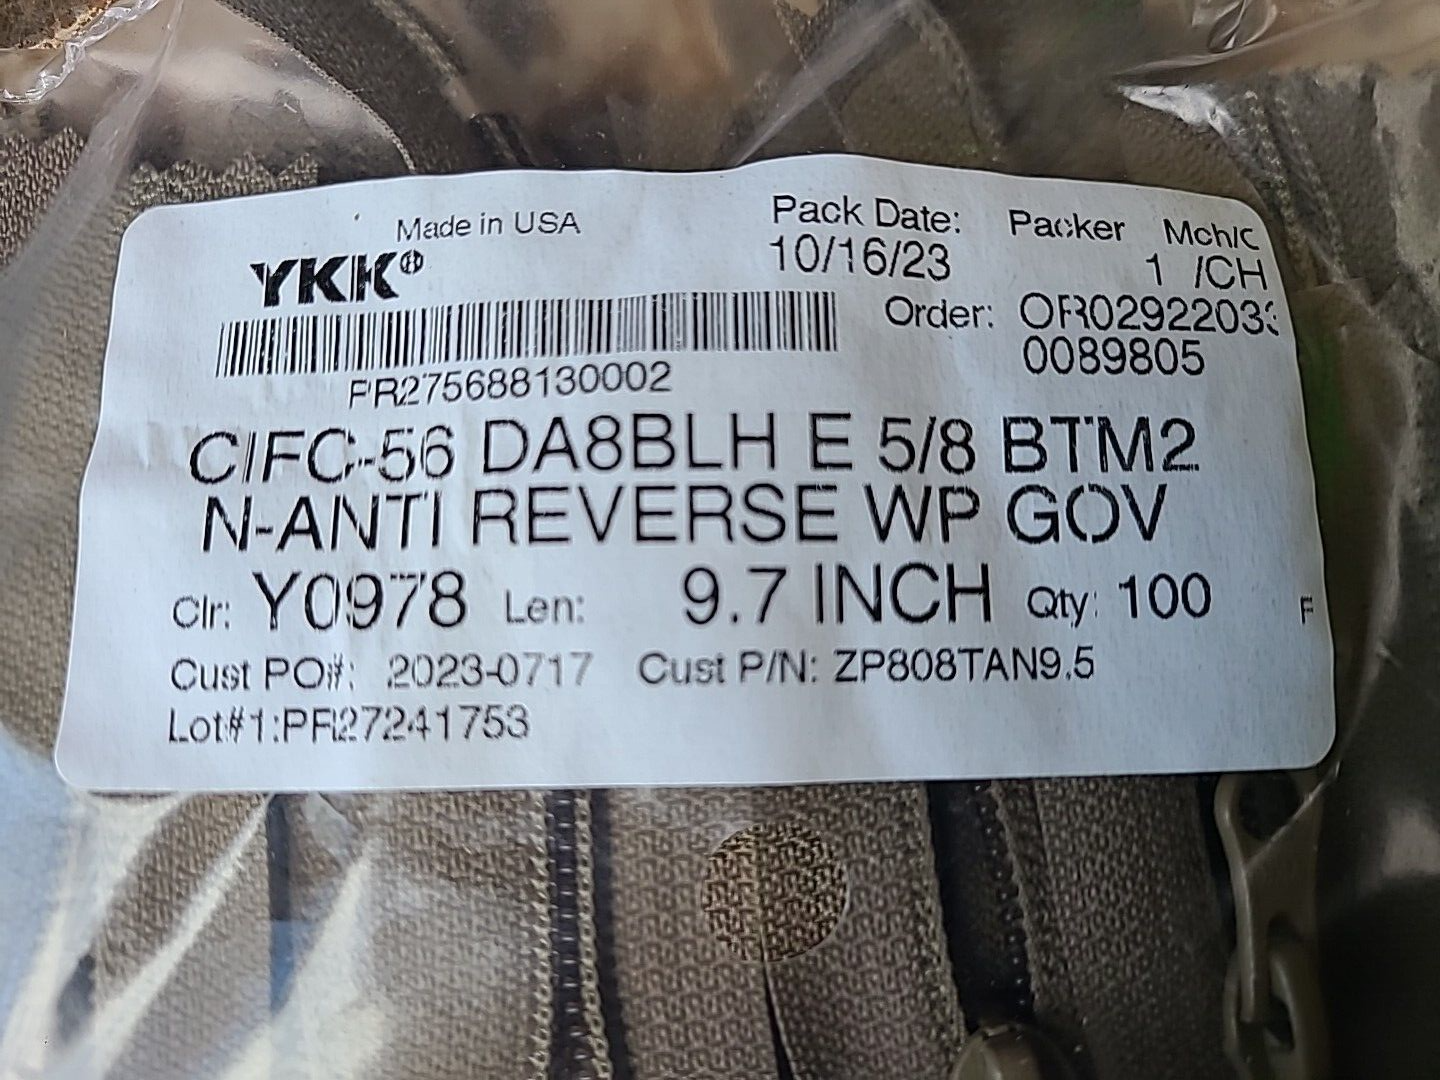 Made in USA
YKK®
Pack Date: Packer Mch/C
10/16/23 1 /CH
Order: OR02922033
0089805
PR275688130002
CIFC-56 DA8BLH E 5/8 BTM2
N-ANTI REVERSE WP GOV
Clr: Y0978 Len: 9.7 INCH Qty: 100 F
Cust PO#: 2023-0717 Cust P/N: ZP808TAN9.5
Lot#1:PR27241753